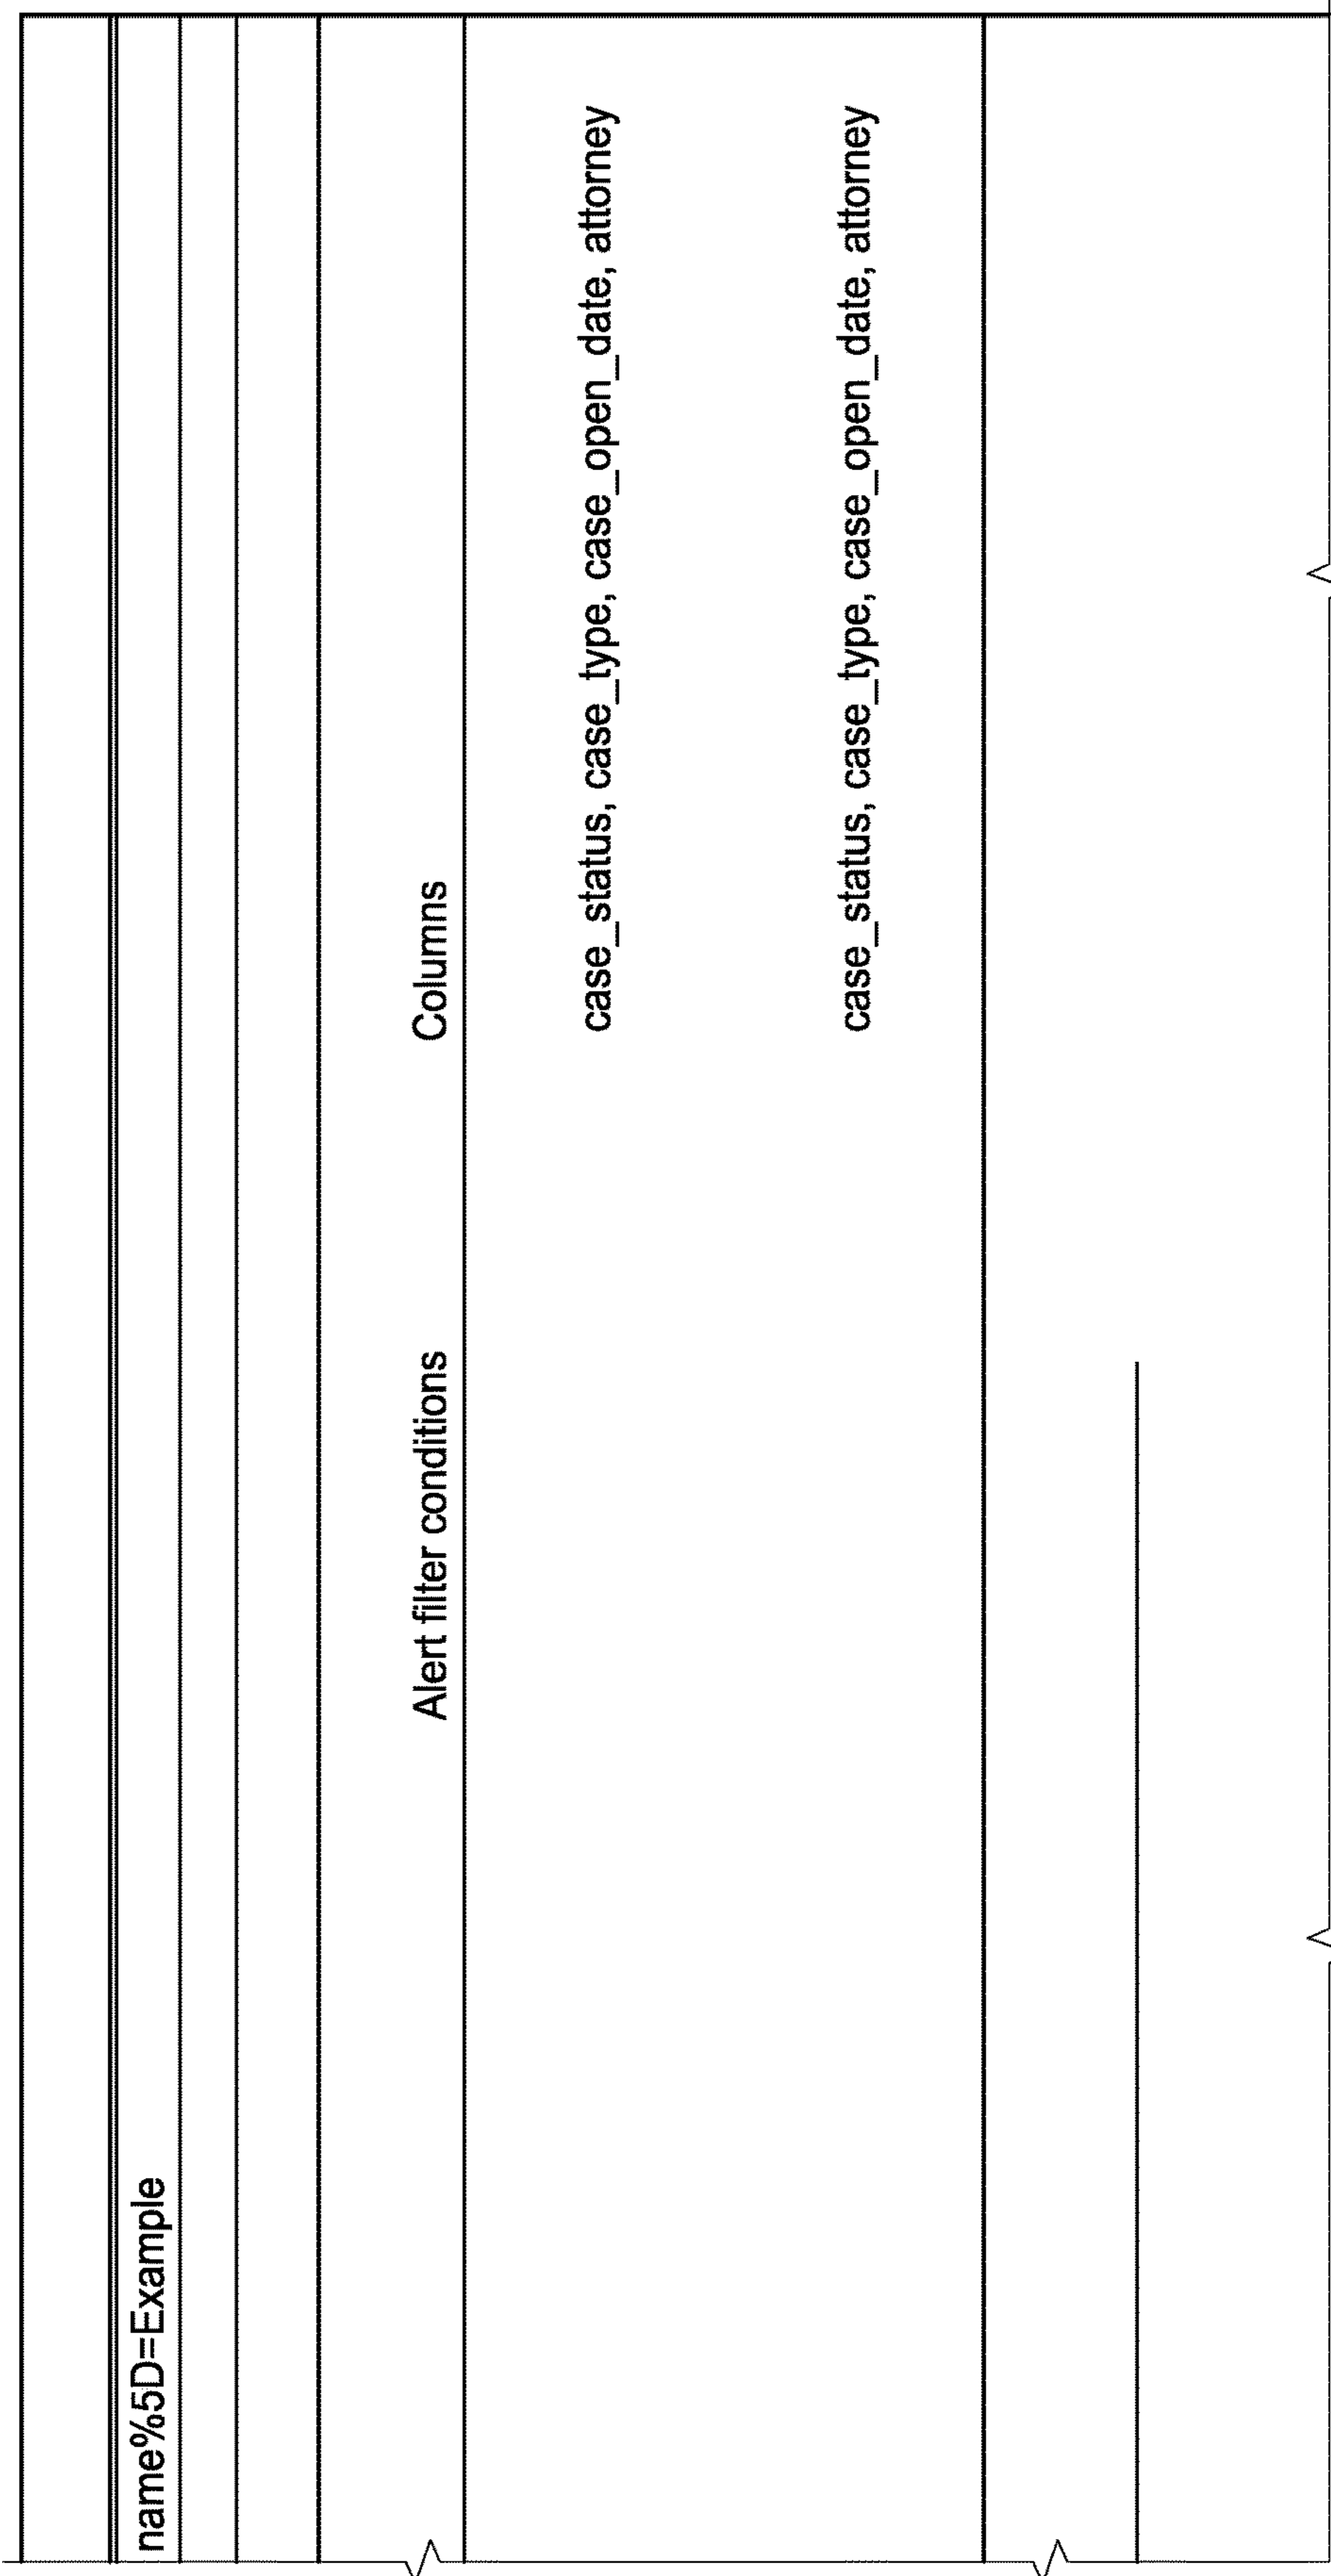 name%5D=Example
Alert filter conditions Columns
case_status, case_type, case_open_date, attorney
case_status, case_type, case_open_date, attorney